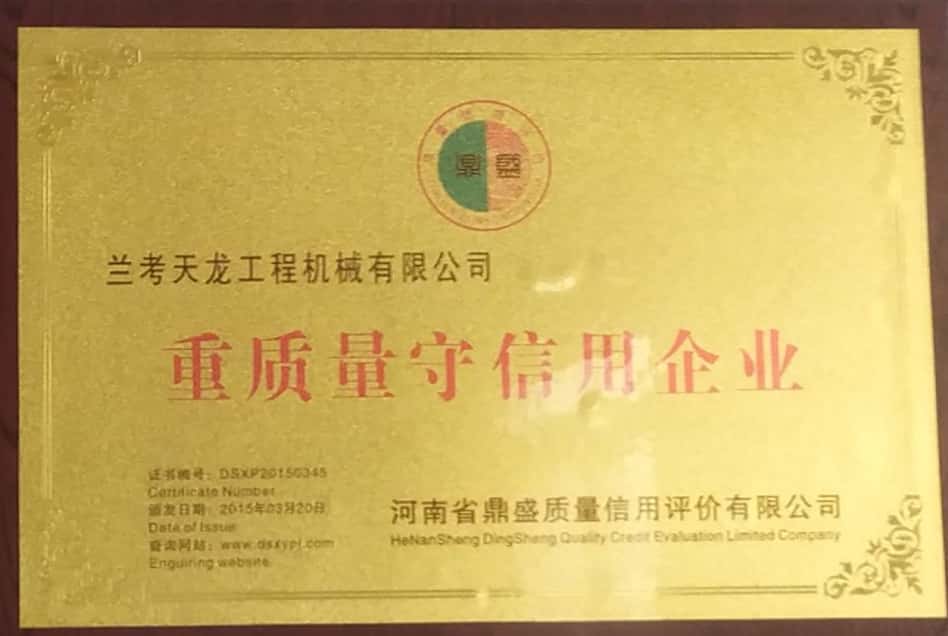 鼎盛
兰考天龙工程机械有限公司
重质量守信用企业
证书编号：DSXP20150345
Certificate Number
颁发日期：2015年03月20日
Date of Issue
查询网站：www.dsxypj.com
Enquiring website
河南省鼎盛质量信用评价有限公司
HeNanSheng DingSheng Quality Credit Evaluation Limited Company